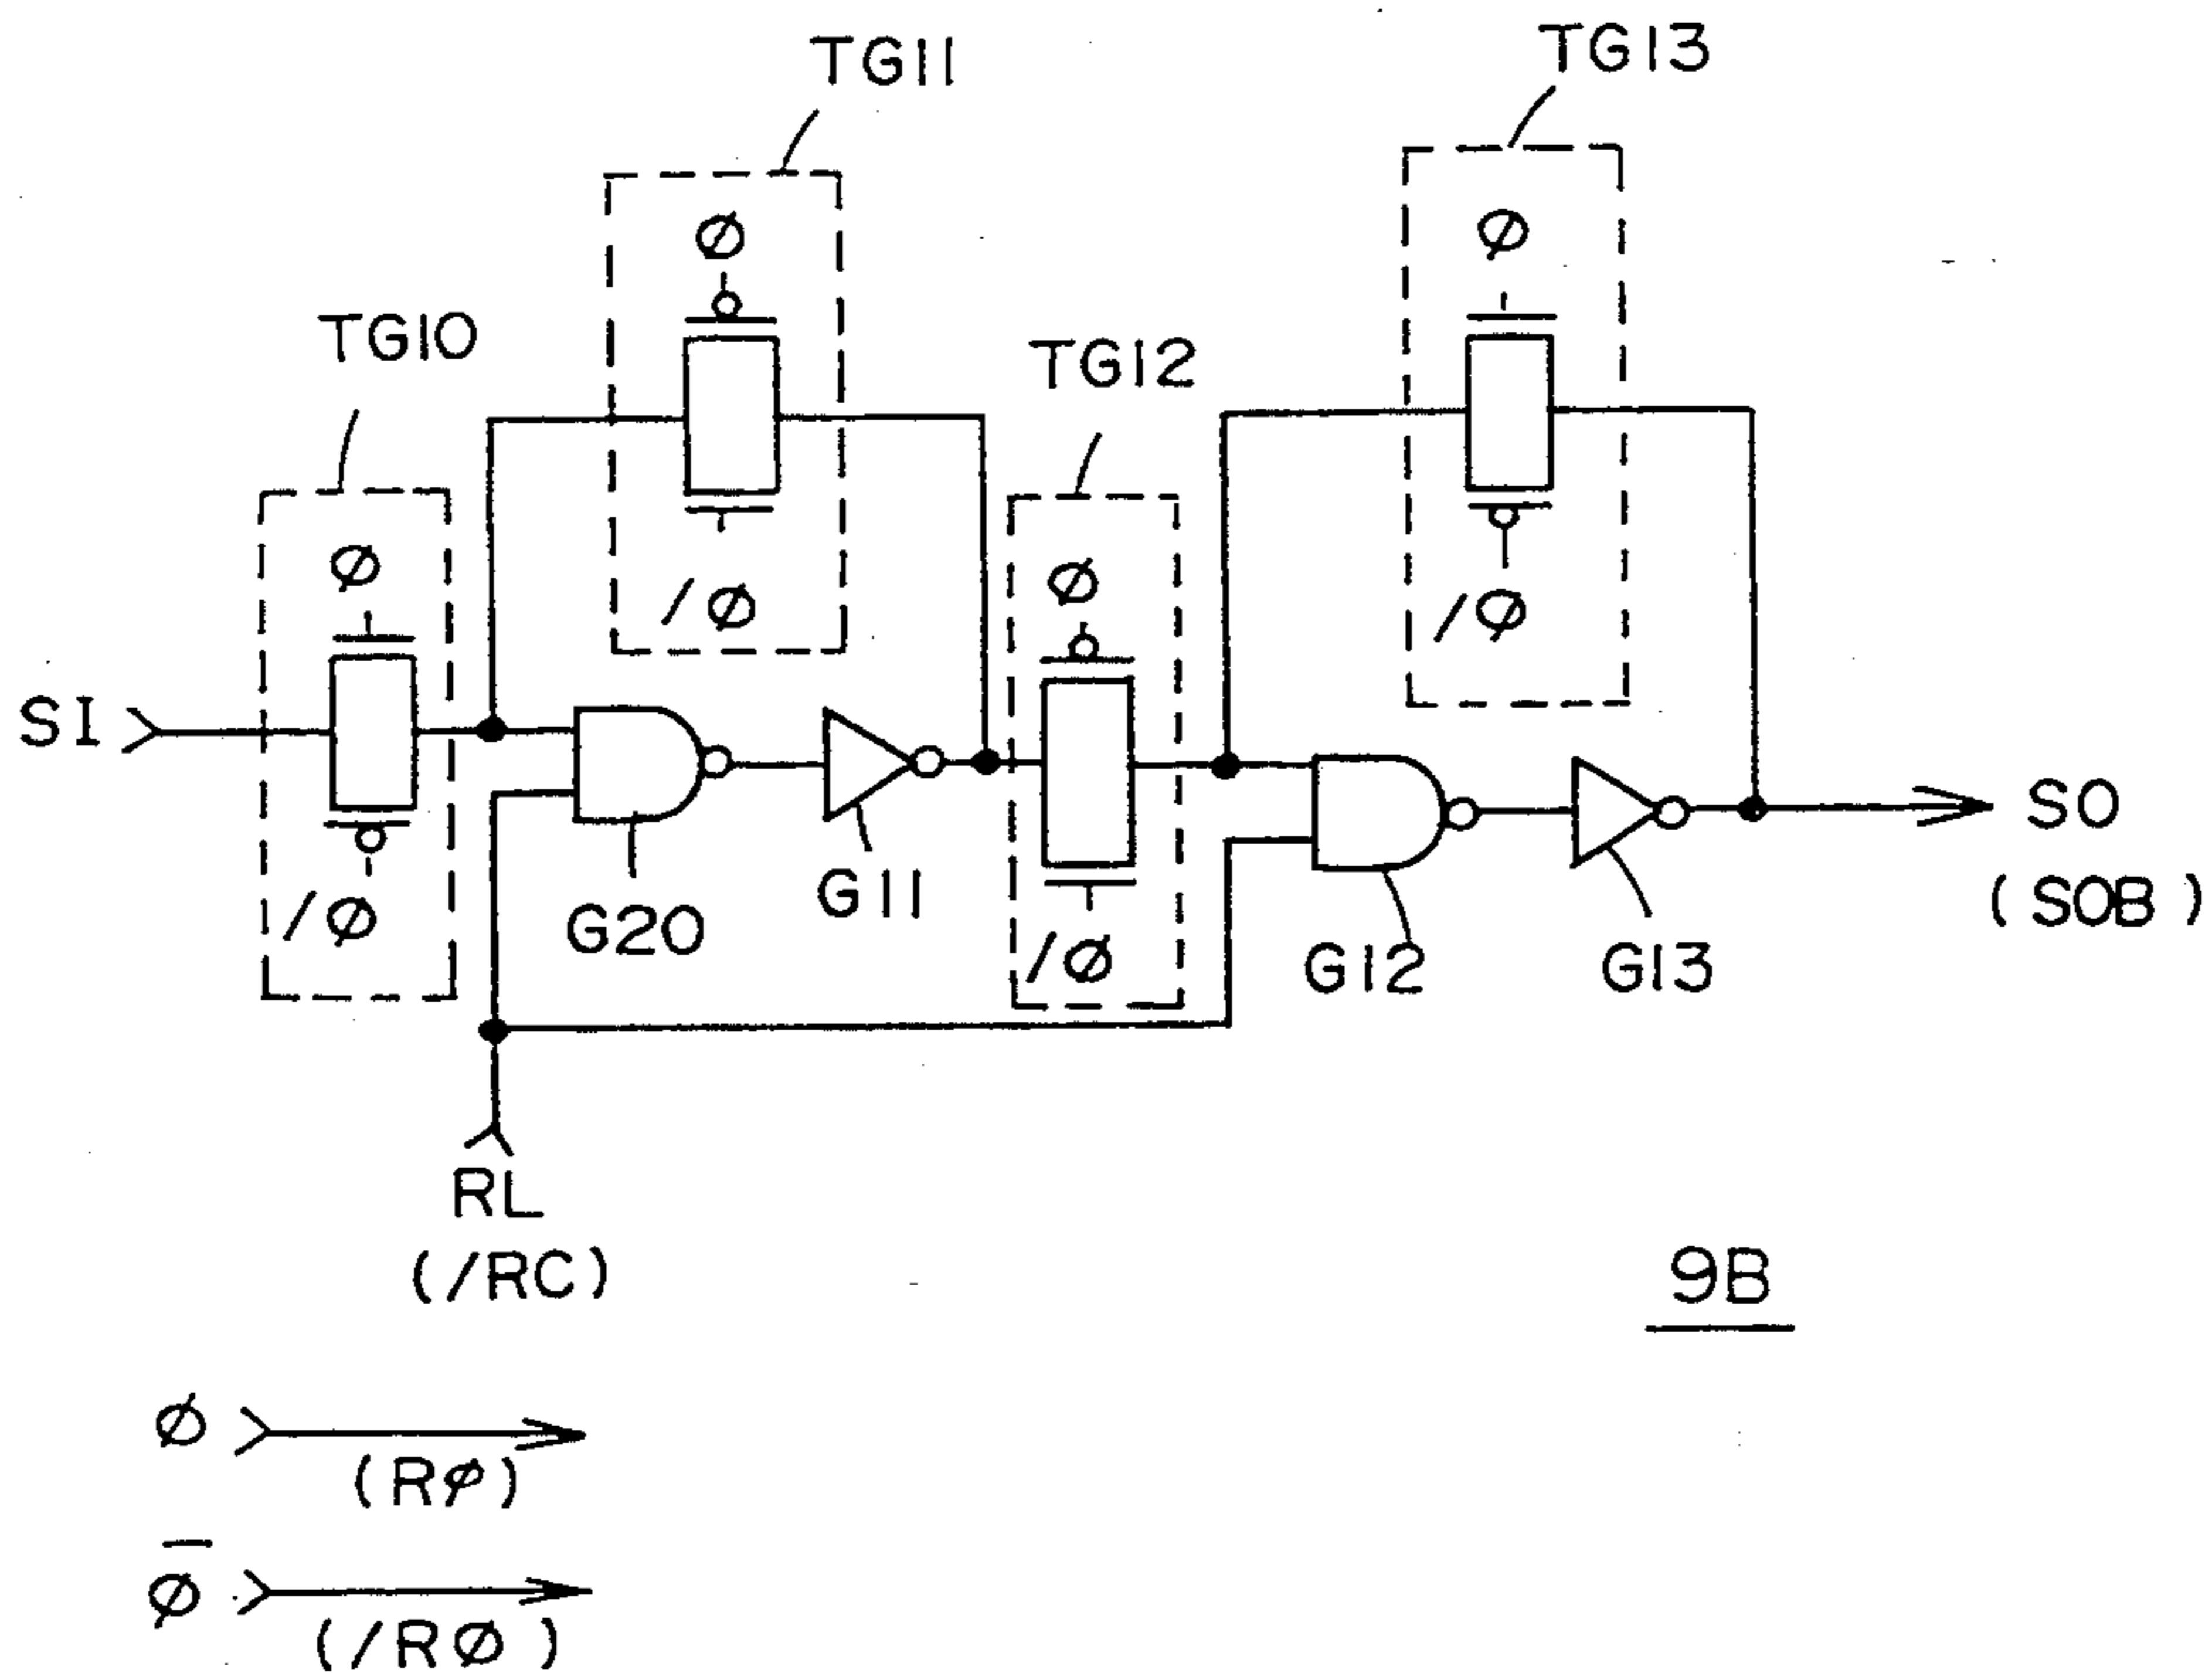 TG11
TG13
Ø
Ø
TG10
TG12
Ø
Ø
/Ø
/Ø
SI
SO
(SOB)
/Ø
G20
G11
/Ø
G12
G13
RL
(/RC)
9B
Ø
(RØ)
Ø̅
(/RØ)